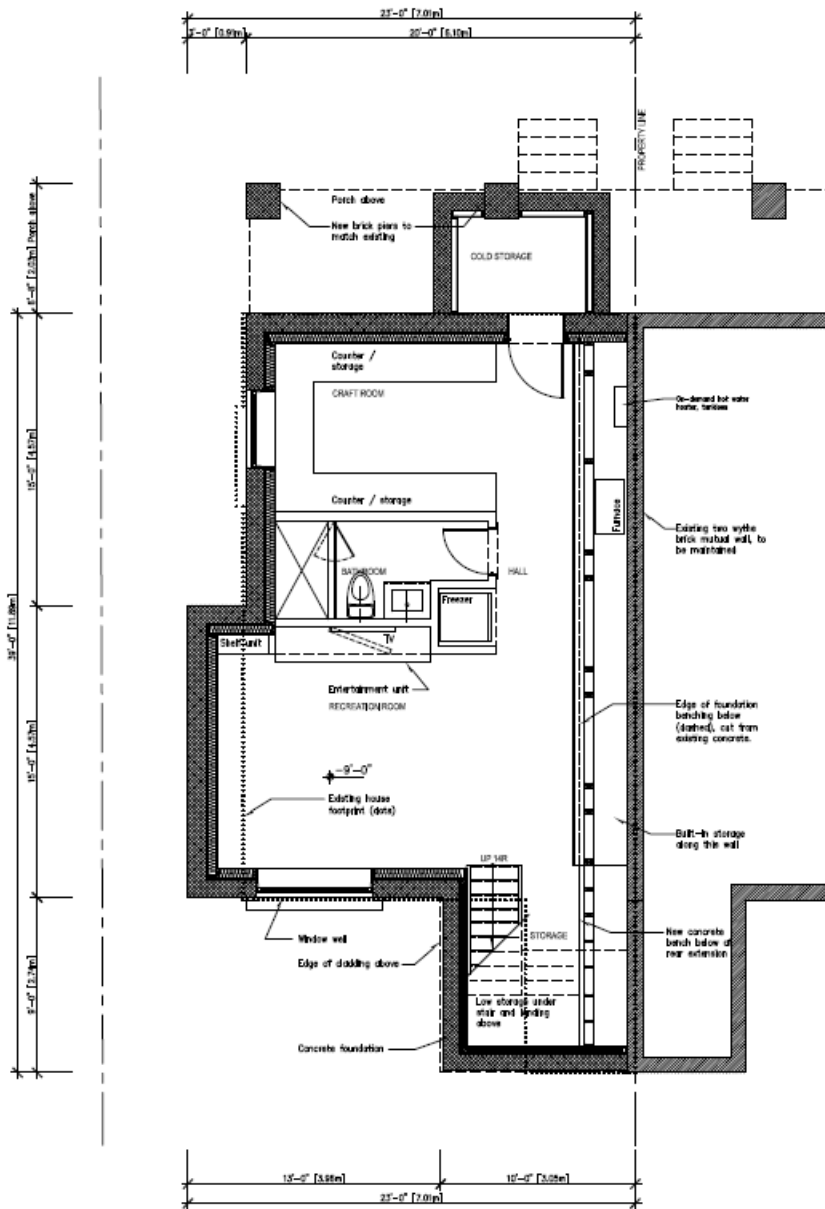 23'-0" [7.01m]
3'-0" [0.91m]
20'-0" [6.10m]
PROPERTY LINE
Porch above
New brick piers to
match existing
COLD STORAGE
Porch above
Counter /
storage
CRAFT ROOM
On-demand hot water
heater, tankless
15'-0" [4.57m]
Counter / storage
Furnace
Existing two wythe
brick mutual wall, to
be maintained
BATHROOM
HALL
Freezer
39'-0" [11.89m]
Shelf unit
TV
Entertainment unit
RECREATION ROOM
Edge of foundation
benching below
(dashed), cut from
existing concrete.
15'-0" [4.57m]
-9'-0"
Existing house
footprint (dots)
Built-in storage
along this wall
UP 14R
Window well
STORAGE
New concrete
bench below at
rear extension
Edge of cladding above
9'-0" [2.74m]
Low storage under
stair and landing
above
Concrete foundation
13'-0" [3.96m]
10'-0" [3.05m]
23'-0" [7.01m]